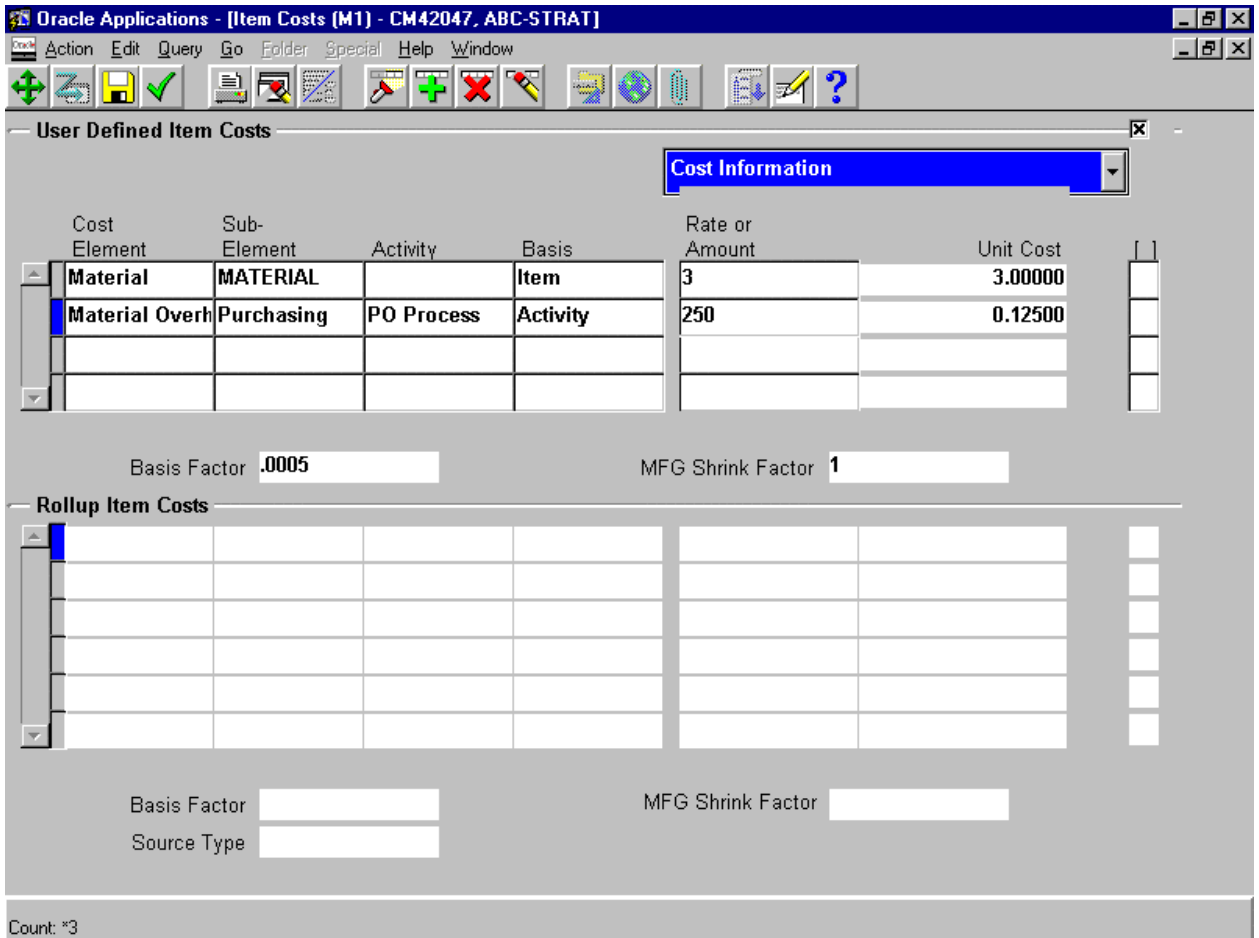 Oracle Applications - [Item Costs (M1) - CM42047, ABC-STRAT]
Action Edit Query Go Folder Special Help Window
User Defined Item Costs
Cost Information
Cost Element Sub-Element Activity Basis Rate or Amount Unit Cost [ ]
Material MATERIAL Item 3 3.00000
Material Overh Purchasing PO Process Activity 250 0.12500
Basis Factor .0005 MFG Shrink Factor 1
Rollup Item Costs
Basis Factor MFG Shrink Factor
Source Type
Count: *3